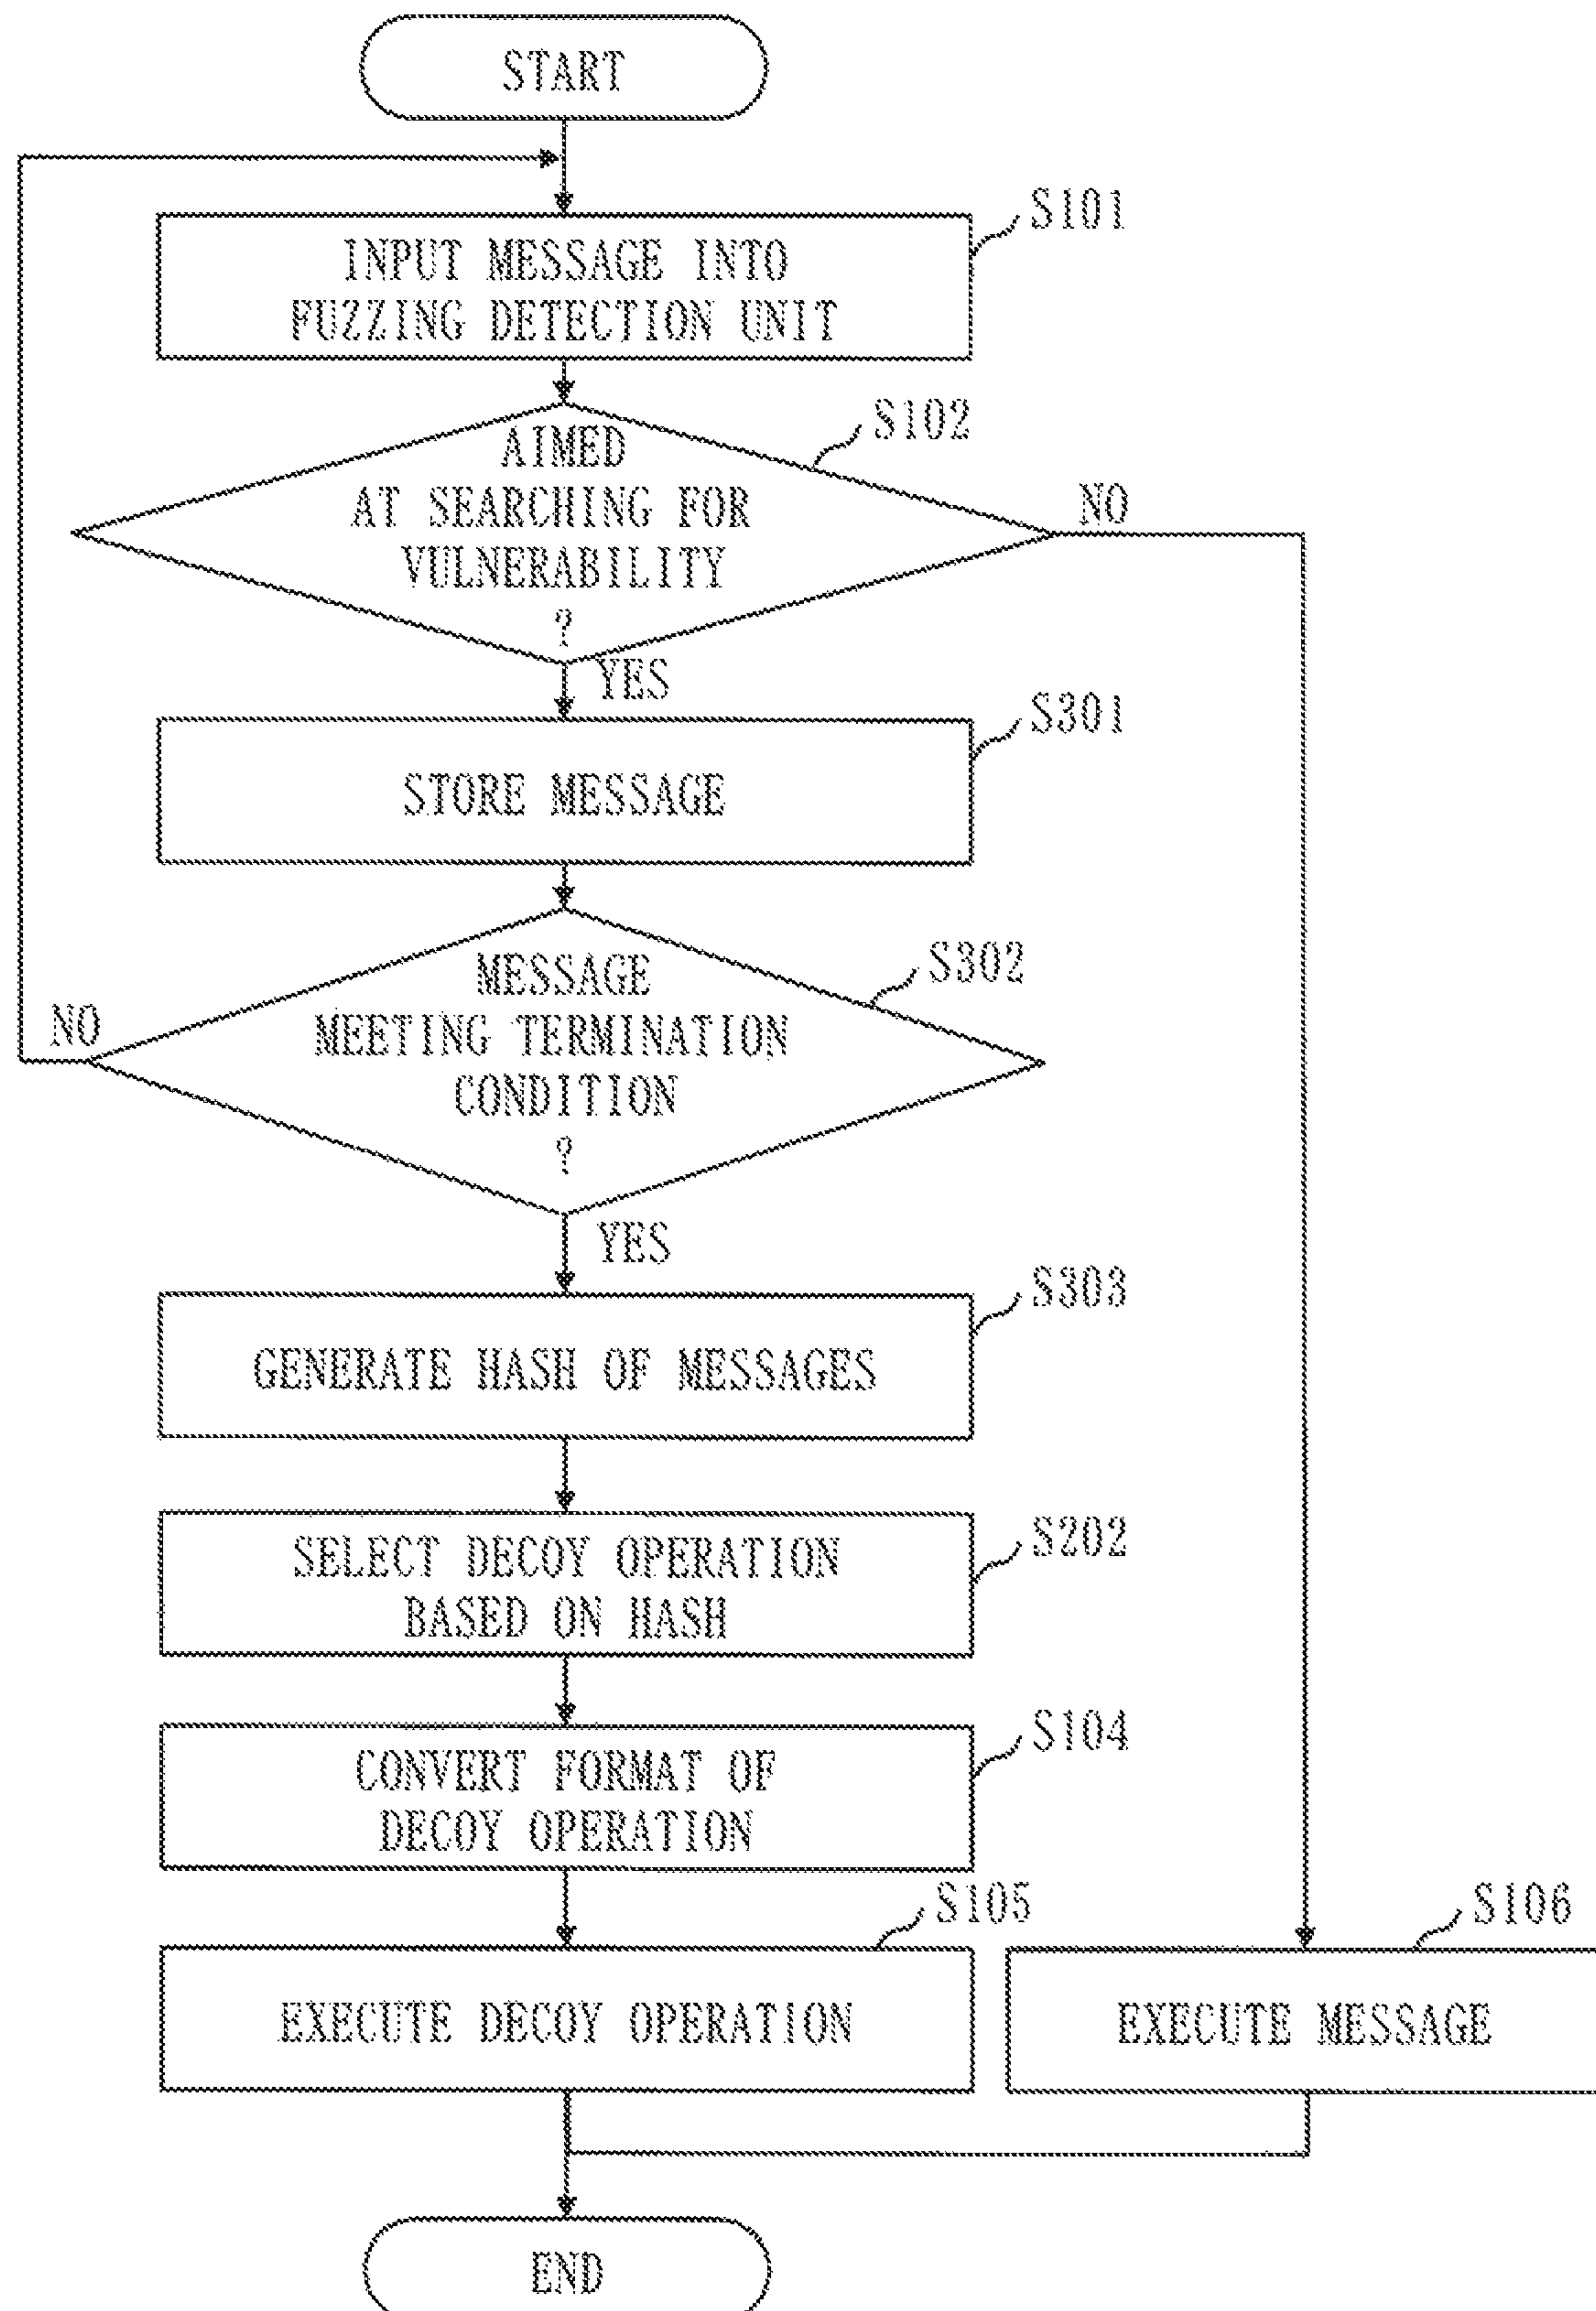 START
S101
INPUT MESSAGE INTO
FUZZING DETECTION UNIT
S102
AIMED
AT SEARCHING FOR
VULNERABILITY
?
NO
YES
S301
STORE MESSAGE
S302
MESSAGE
MEETING TERMINATION
CONDITION
?
NO
YES
S303
GENERATE HASH OF MESSAGES
S202
SELECT DECOY OPERATION
BASED ON HASH
S104
CONVERT FORMAT OF
DECOY OPERATION
S105
EXECUTE DECOY OPERATION
S106
EXECUTE MESSAGE
END